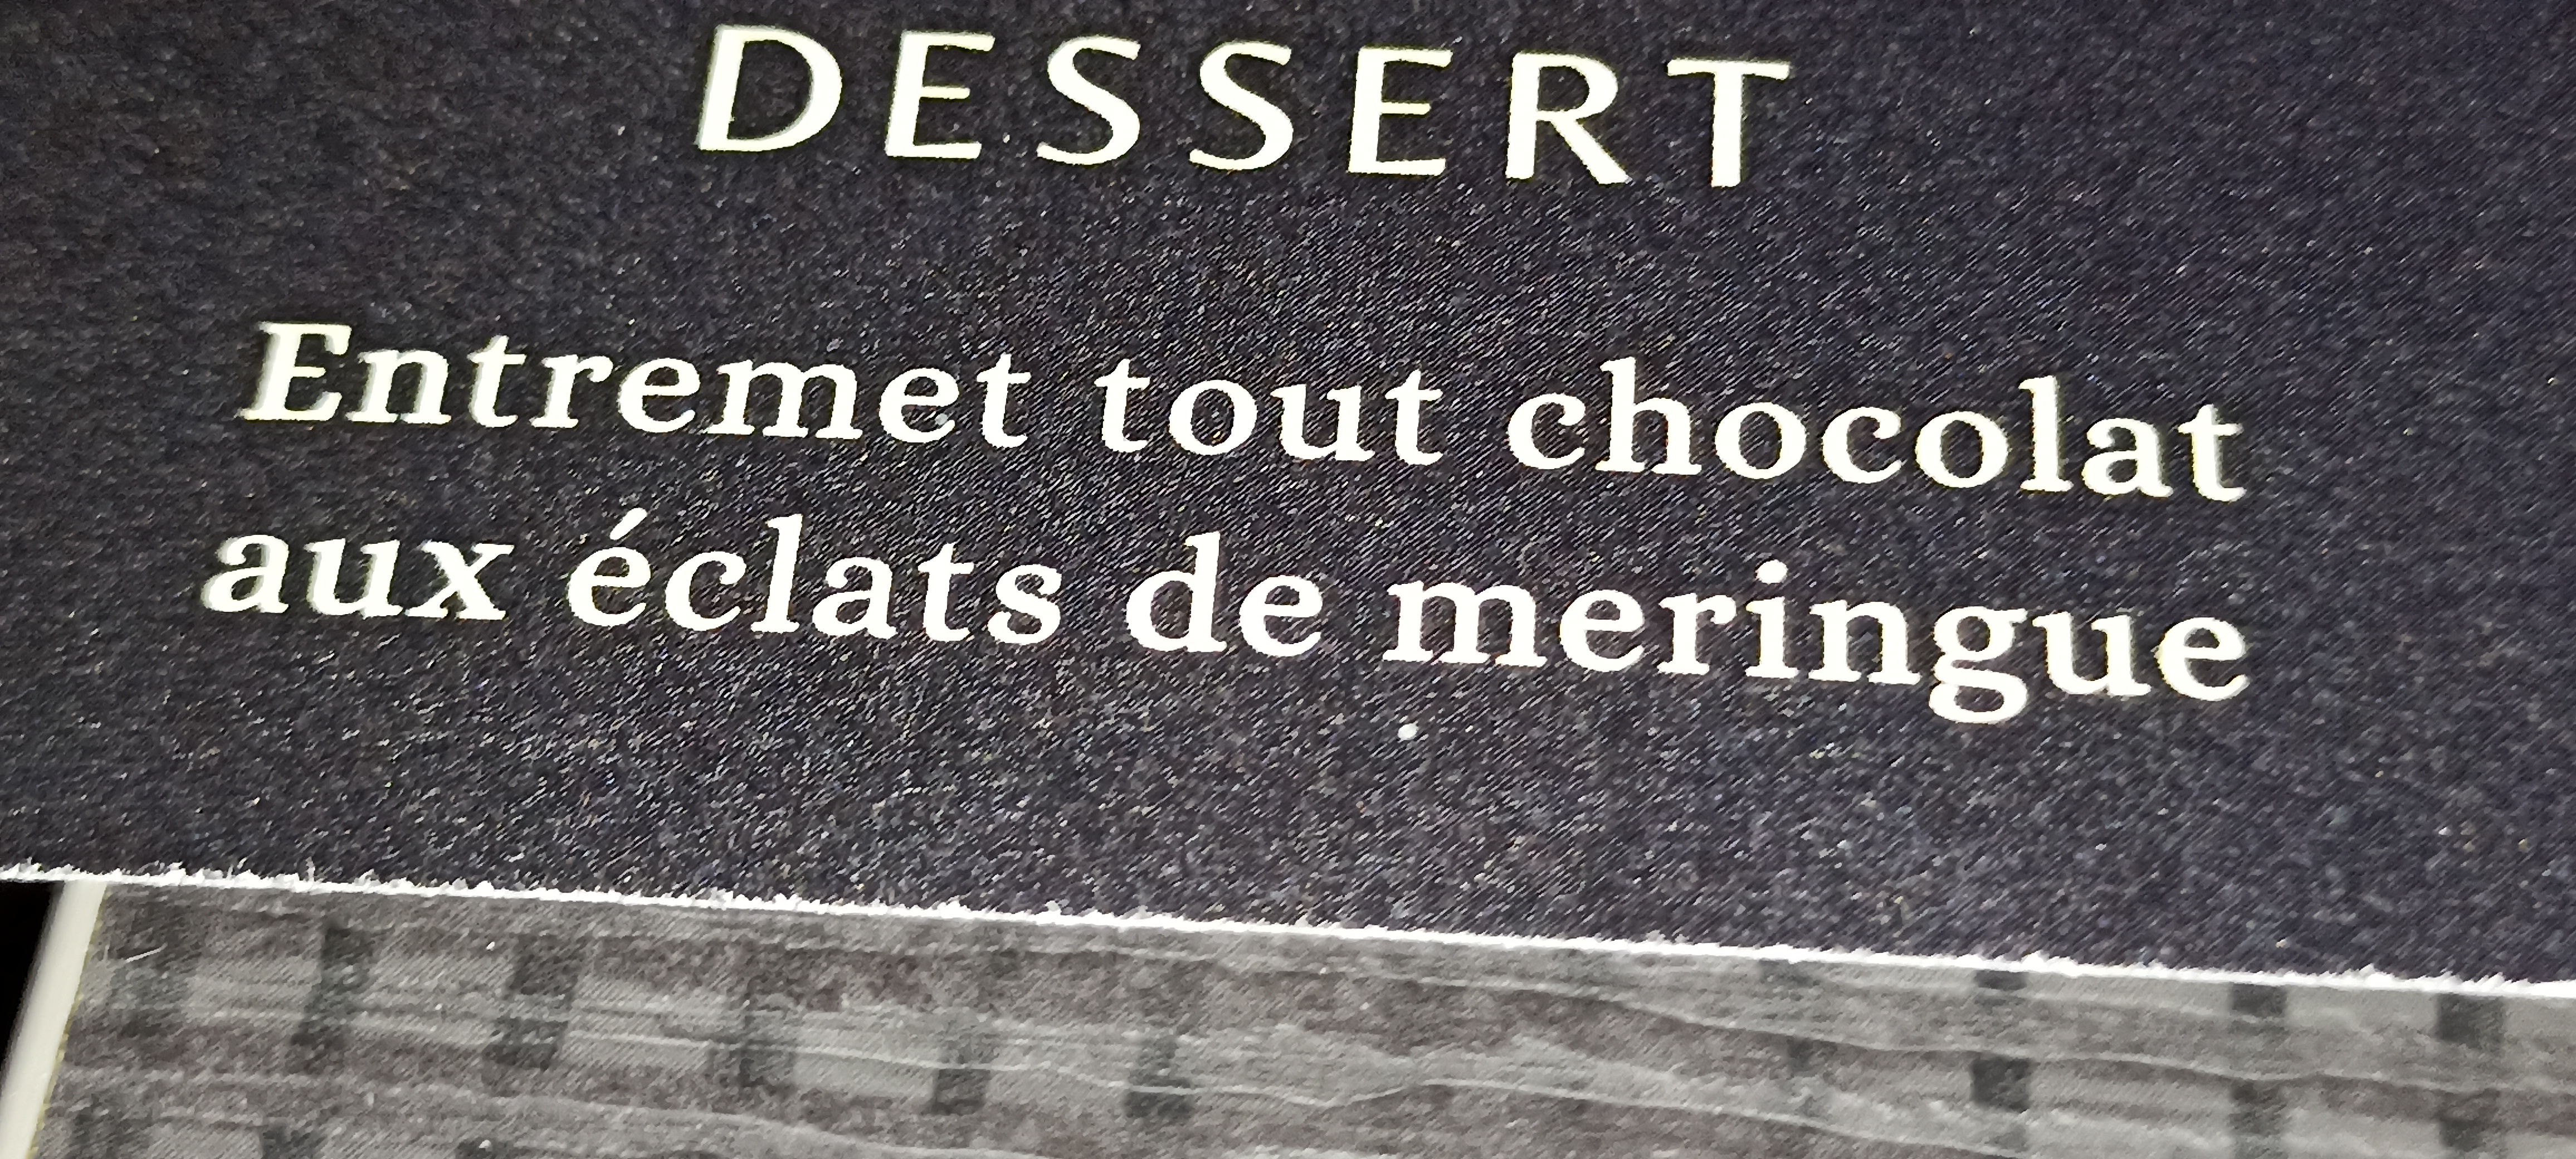 DESSERT
Entremet tout chocolat
aux éclats de meringue